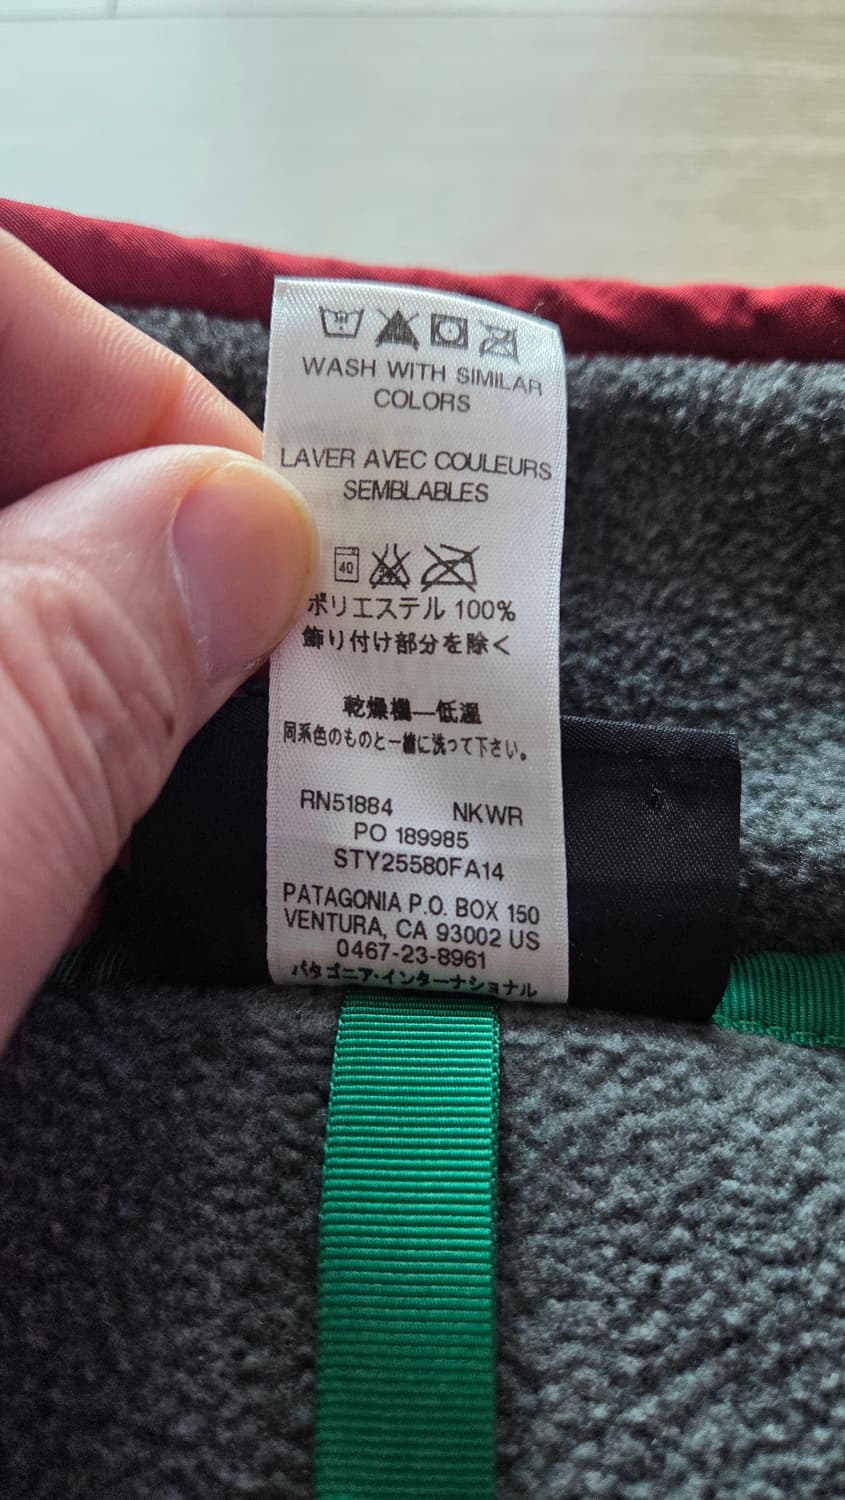 WASH WITH SIMILAR
COLORS
LAVER AVEC COULEURS
SEMBLABLES
40
ポリエステル 100%
飾り付け部分を除く
乾燥機—低温
同系色のものと一緒に洗って下さい。
RN51884 NKWR
PO 189985
STY25580FA14
PATAGONIA P.O. BOX 150
VENTURA, CA 93002 US
0467-23-8961
パタゴニア・インターナショナル